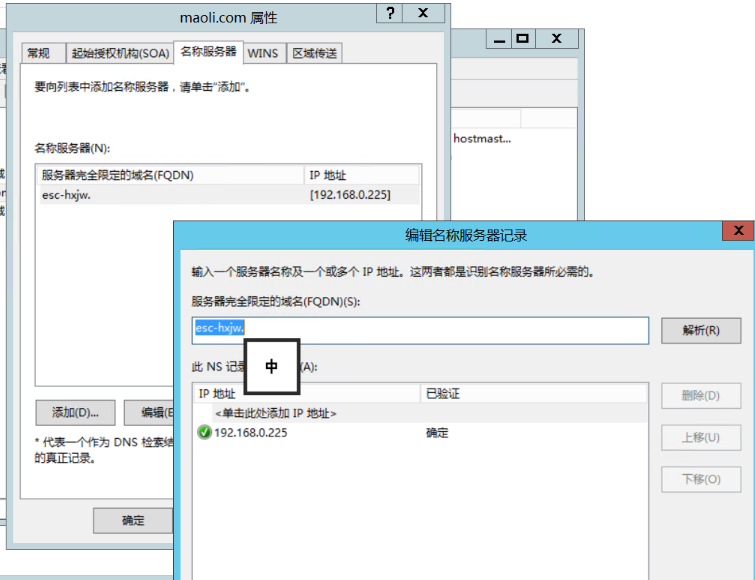 maoli.com 属性
? X
常规 起始授权机构(SOA) 名称服务器 WINS 区域传送
要向列表中添加名称服务器，请单击"添加"。
名称服务器(N):
服务器完全限定的域名(FQDN) IP 地址
esc-hxjw. [192.168.0.225]
添加(D)... 编辑(E
* 代表一个作为 DNS 检索结
的真正记录。
确定
X
hostmast...
编辑名称服务器记录
X
输入一个服务器名称及一个或多个 IP 地址。这两者都是识别名称服务器所必需的。
服务器完全限定的域名(FQDN)(S):
esc-hxjw. 解析(R)
中
此 NS 记 (A):
IP 地址 已验证
<单击此处添加 IP 地址>
192.168.0.225 确定
删除(D)
上移(U)
下移(O)